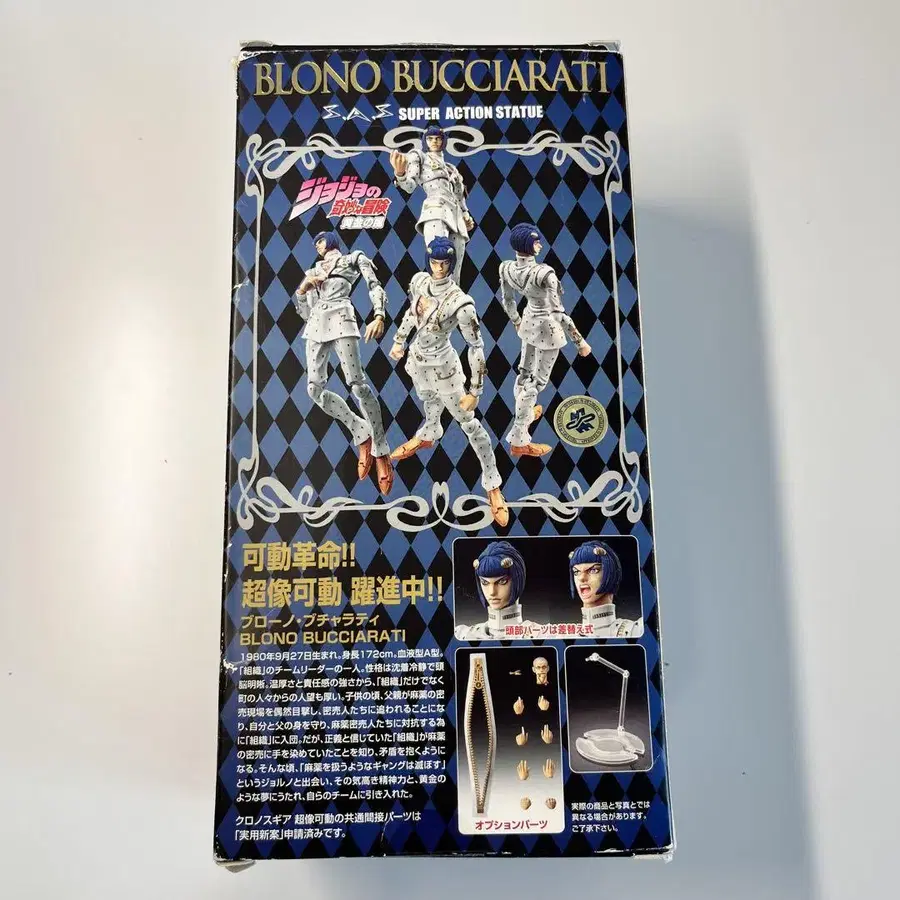 BLONO BUCCIARATI
S.A.S SUPER ACTION STATUE
ジョジョの
奇妙な冒険
黄金の風
可動革命!!
超像可動 躍進中!!
ブローノ・ブチャラティ
BLONO BUCCIARATI
1980年9月27日生まれ。身長172cm。血液型A型。
「組織」のチームリーダーの一人。性格は沈着冷静で頭
脳明晰。温厚さと責任感の強さから、「組織」だけでなく
町の人々からの人望も厚い。子供の頃、父親が麻薬の密
売現場を偶然目撃し、密売人たちに追われることにな
り、自分と父の身を守り、麻薬密売人たちに対抗する為
に「組織」に入団。だが、正義と信じていた「組織」が麻薬
の密売に手を染めていたことを知り、矛盾を抱くように
なる。そんな頃、「麻薬を扱うようなギャングは滅ぼす」
というジョルノと出会い、その気高き精神力と、黄金の
ような夢にうたれ、自らのチームに引き入れた。
クロノスギア 超像可動の共通間接パーツは
「実用新案」申請済みです。
頭部パーツは差替え式
オプションパーツ
実際の商品と写真とでは
異なる場合があります。
ご了承下さい。